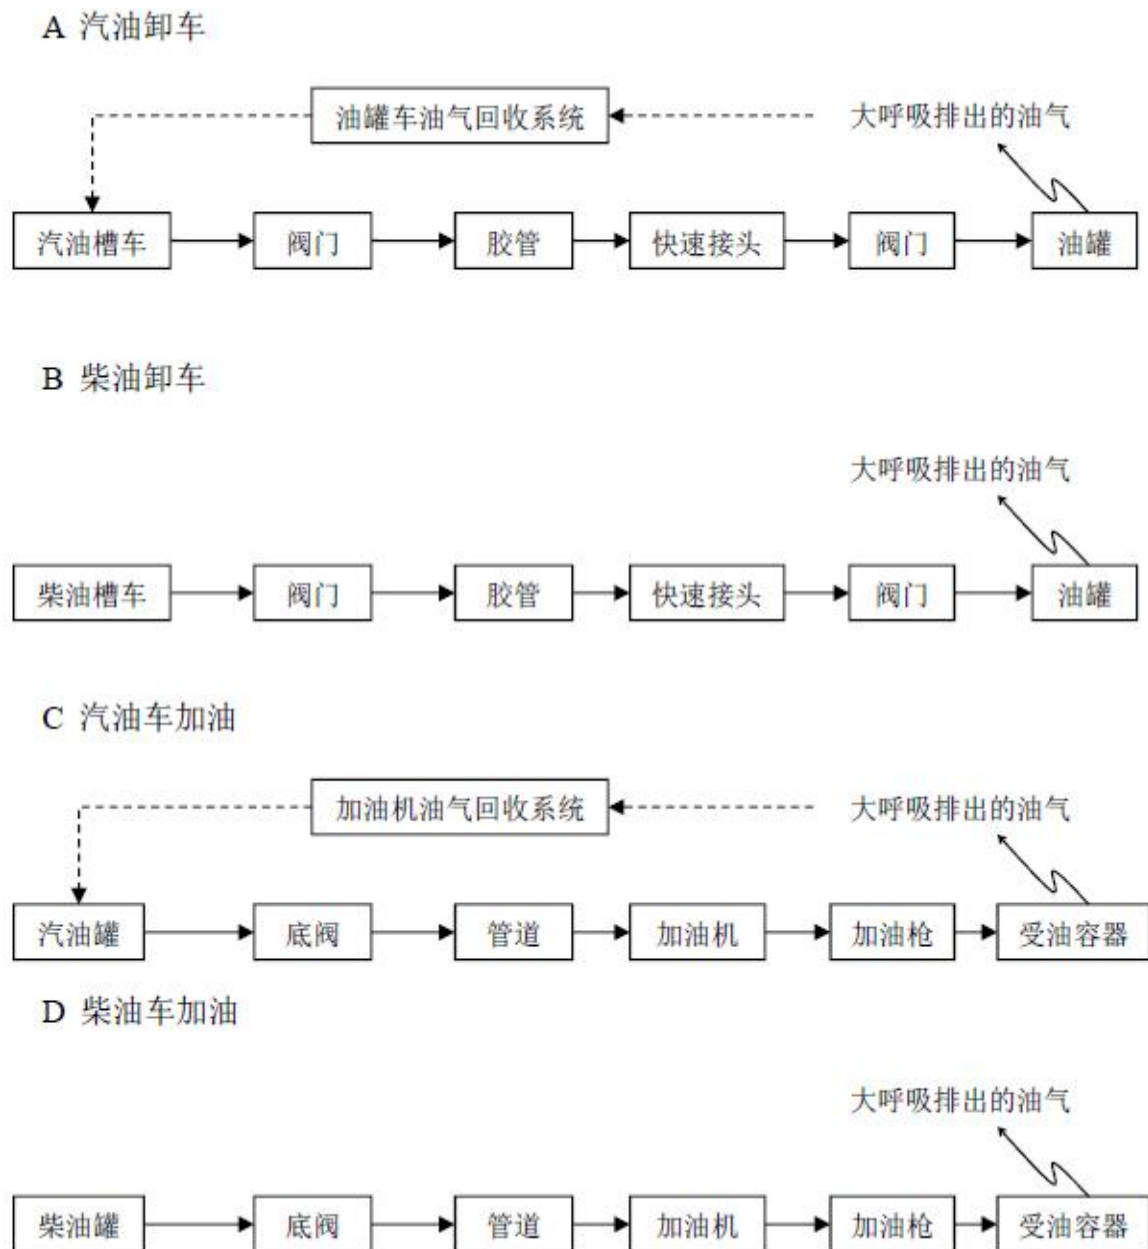 A 汽油卸车
油罐车油气回收系统 大呼吸排出的油气
汽油槽车 阀门 胶管 快速接头 阀门 油罐
B 柴油卸车
大呼吸排出的油气
柴油槽车 阀门 胶管 快速接头 阀门 油罐
C 汽油车加油
加油机油气回收系统 大呼吸排出的油气
汽油罐 底阀 管道 加油机 加油枪 受油容器
D 柴油车加油
大呼吸排出的油气
柴油罐 底阀 管道 加油机 加油枪 受油容器